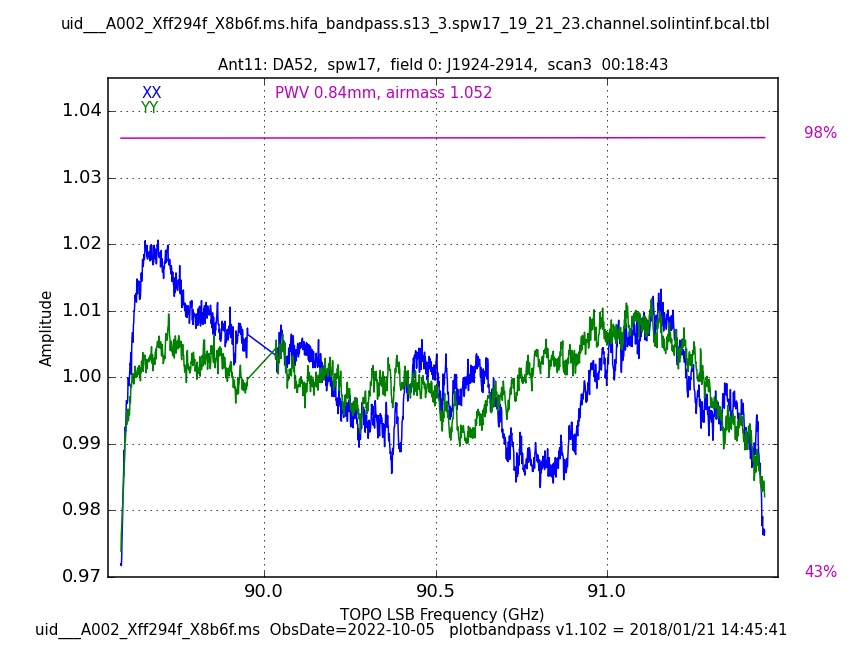 uid___A002_Xff294f_X8b6f.ms.hifa_bandpass.s13_3.spw17_19_21_23.channel.solintinf.bcal.tbl
Ant11: DA52,  spw17,  field 0: J1924-2914,  scan3  00:18:43
XX
YY
PWV 0.84mm, airmass 1.052
98%
43%
1.04
1.03
1.02
1.01
1.00
0.99
0.98
0.97
Amplitude
90.0
90.5
91.0
TOPO LSB Frequency (GHz)
uid___A002_Xff294f_X8b6f.ms  ObsDate=2022-10-05   plotbandpass v1.102 = 2018/01/21 14:45:41